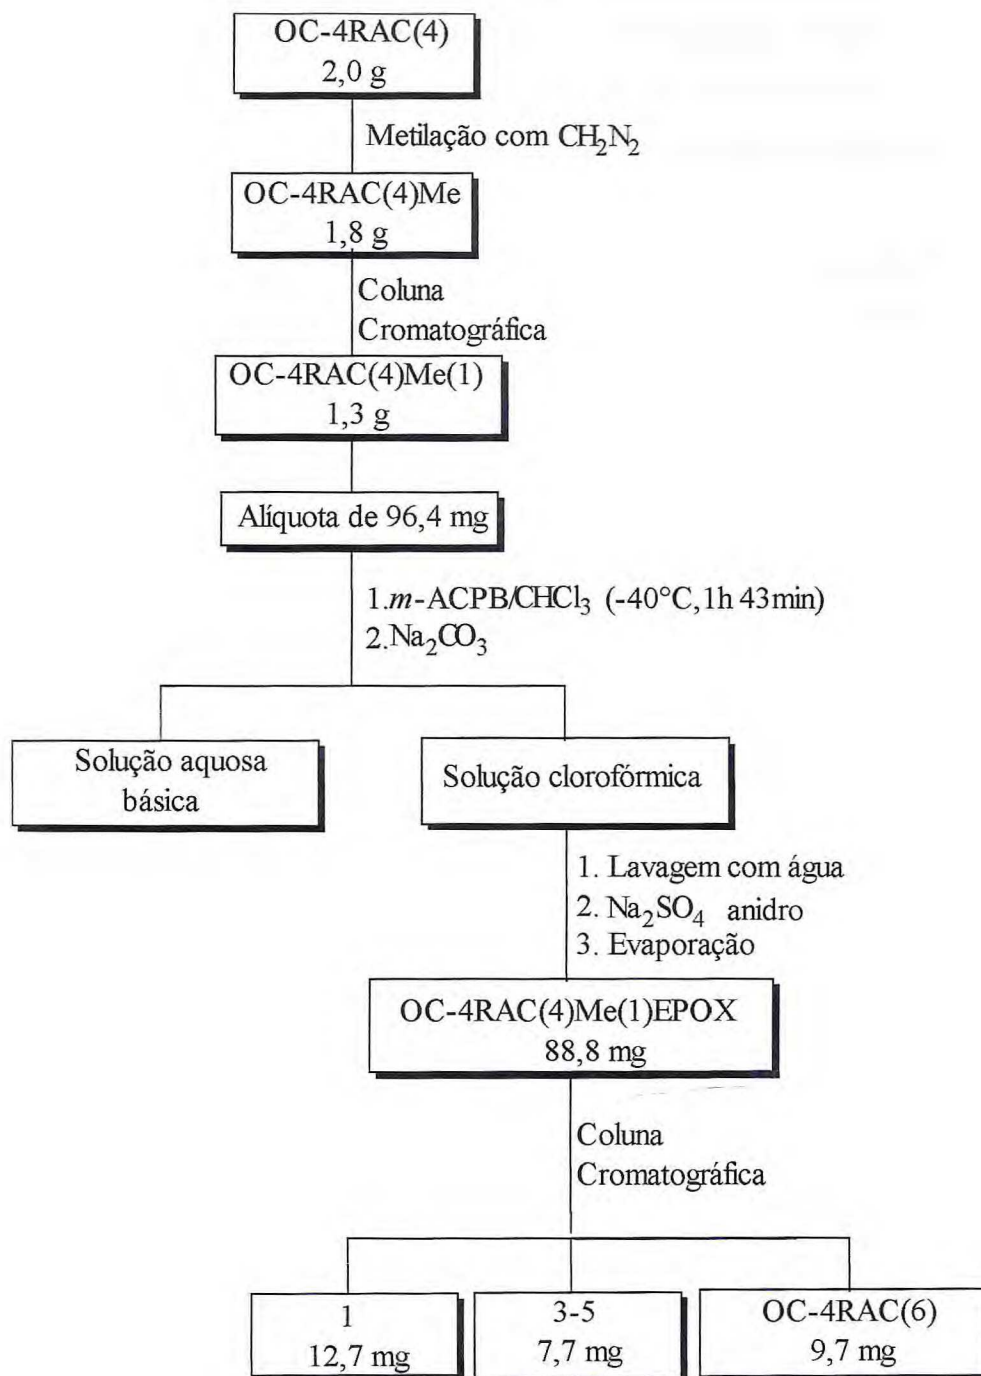 OC-4RAC(4)
2,0 g
Metilação com CH₂N₂
OC-4RAC(4)Me
1,8 g
Coluna
Cromatográfica
OC-4RAC(4)Me(1)
1,3 g
Alíquota de 96,4 mg
1.m-ACPB/CHCl₃ (-40°C,1h 43min)
2.Na₂CO₃
Solução aquosa
básica
Solução clorofórmica
1. Lavagem com água
2. Na₂SO₄ anidro
3. Evaporação
OC-4RAC(4)Me(1)EPOX
88,8 mg
Coluna
Cromatográfica
1
12,7 mg
3-5
7,7 mg
OC-4RAC(6)
9,7 mg